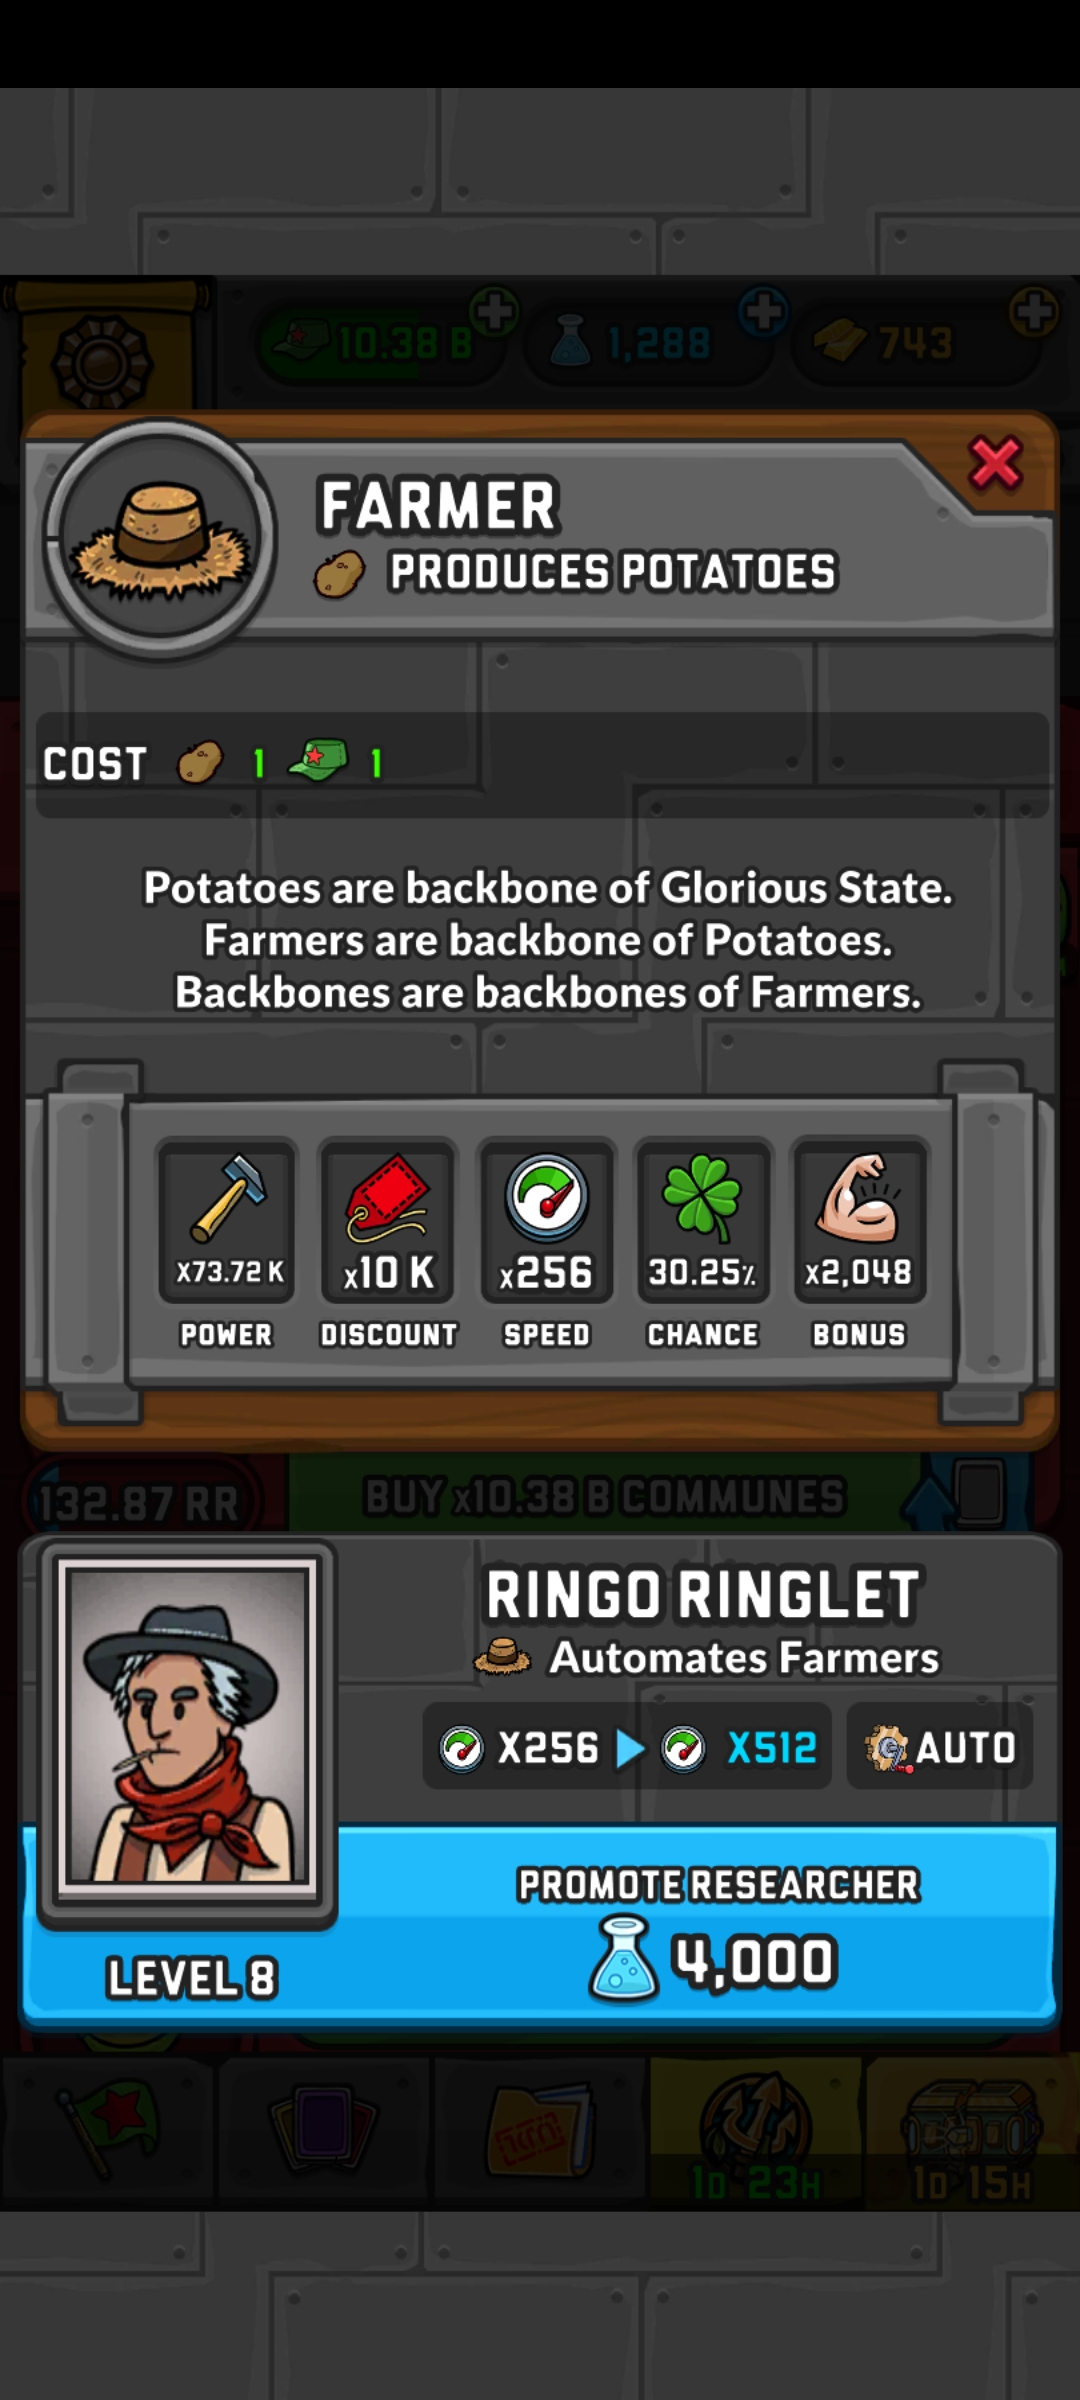 10.38 B
1,288
743
FARMER
PRODUCES POTATOES
COST 1 1
Potatoes are backbone of Glorious State.
Farmers are backbone of Potatoes.
Backbones are backbones of Farmers.
X73.72 K
x10 K
x256
30.25%
x2,048
POWER
DISCOUNT
SPEED
CHANCE
BONUS
132.87 RR
BUY x10.38 B COMMUNES
RINGO RINGLET
Automates Farmers
X256
X512
AUTO
PROMOTE RESEARCHER
4,000
LEVEL 8
1D 23H
1D 15H